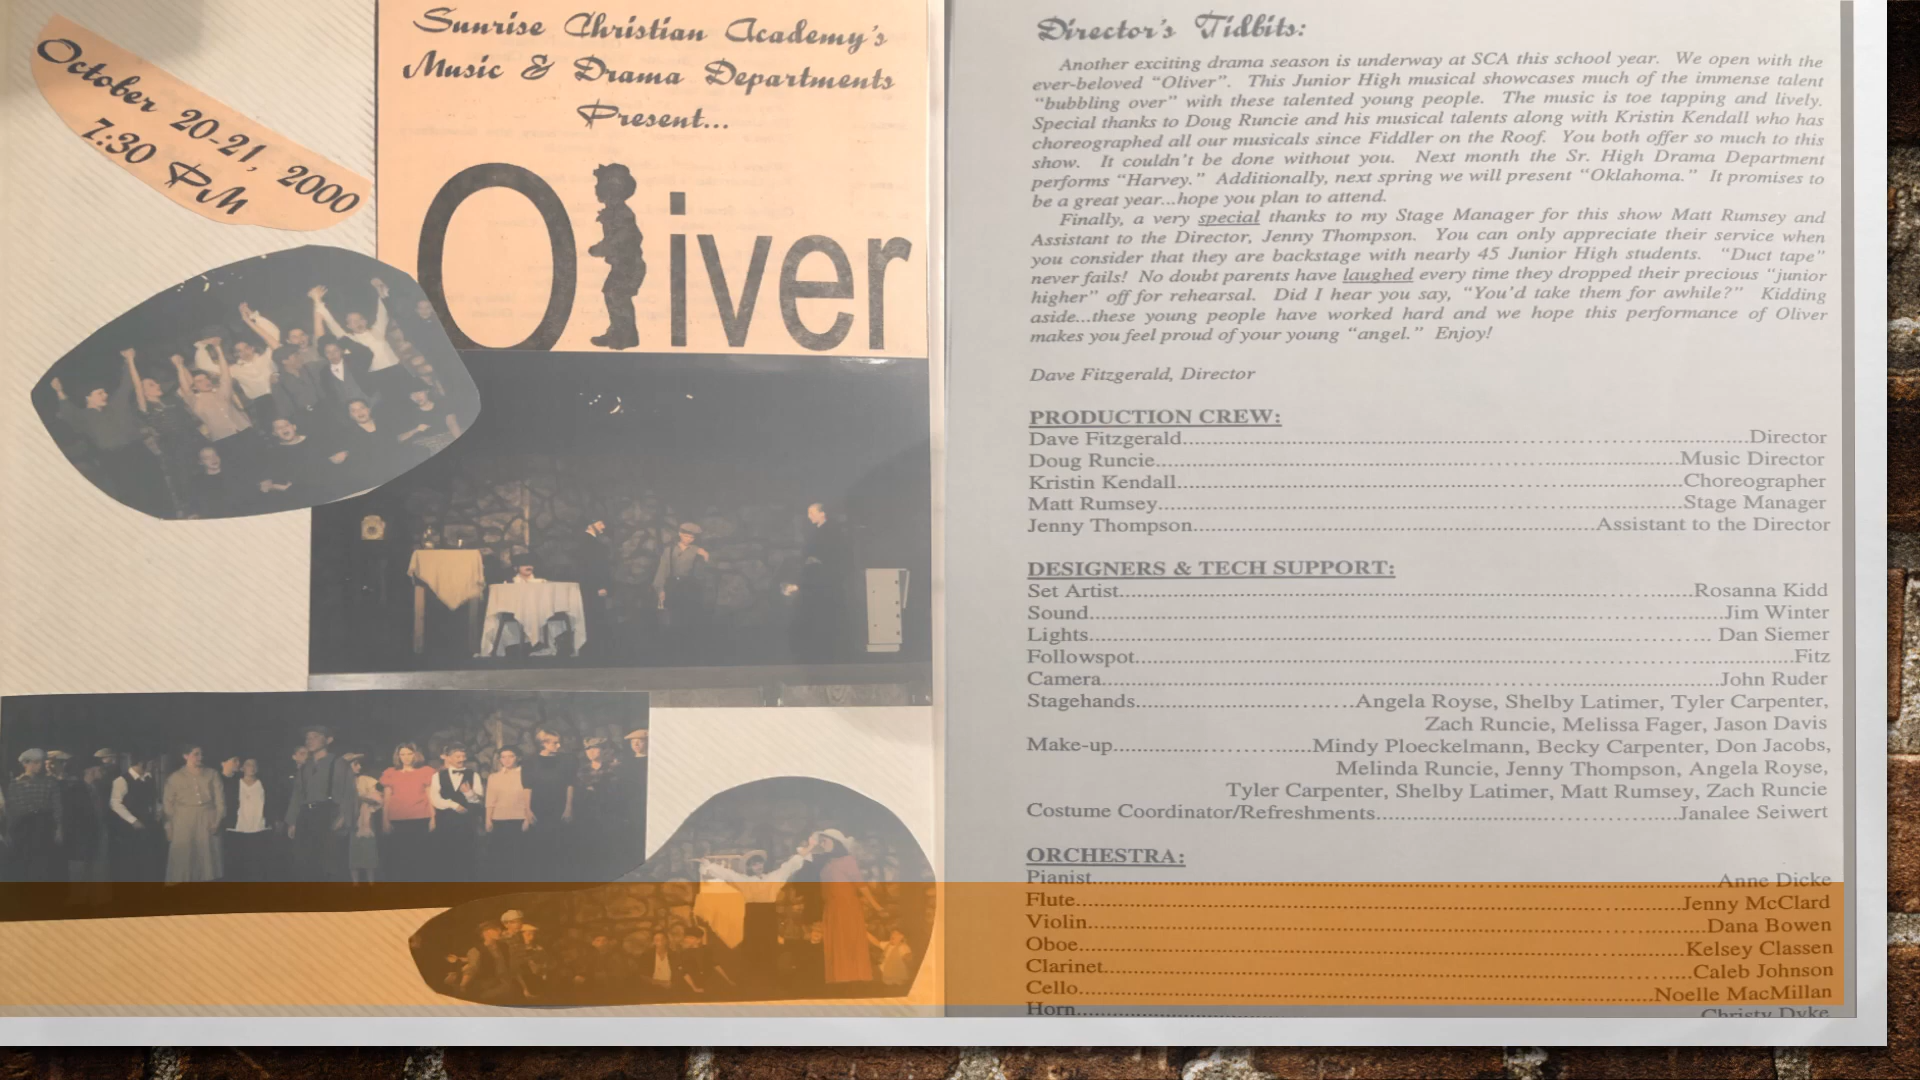 October 20-21, 2000
7:30 PM
Sunrise Christian Academy's
Music & Drama Departments
Present...
Oliver
Director's Tidbits:
Another exciting drama season is underway at SCA this school year. We open with the
ever-beloved "Oliver". This Junior High musical showcases much of the immense talent
"bubbling over" with these talented young people. The music is toe tapping and lively.
Special thanks to Doug Runcie and his musical talents along with Kristin Kendall who has
choreographed all our musicals since Fiddler on the Roof. You both offer so much to this
show. It couldn't be done without you. Next month the Sr. High Drama Department
performs "Harvey." Additionally, next spring we will present "Oklahoma." It promises to
be a great year...hope you plan to attend.
Finally, a very special thanks to my Stage Manager for this show Matt Rumsey and
Assistant to the Director, Jenny Thompson. You can only appreciate their service when
you consider that they are backstage with nearly 45 Junior High students. "Duct tape"
never fails! No doubt parents have laughed every time they dropped their precious "junior
higher" off for rehearsal. Did I hear you say, "You'd take them for awhile?" Kidding
aside...these young people have worked hard and we hope this performance of Oliver
makes you feel proud of your young "angel." Enjoy!
Dave Fitzgerald, Director
PRODUCTION CREW:
Dave Fitzgerald...Director
Doug Runcie...Music Director
Kristin Kendall...Choreographer
Matt Rumsey...Stage Manager
Jenny Thompson...Assistant to the Director
DESIGNERS & TECH SUPPORT:
Set Artist...Rosanna Kidd
Sound...Jim Winter
Lights...Dan Siemer
Followspot...Fitz
Camera...John Ruder
Stagehands...Angela Royse, Shelby Latimer, Tyler Carpenter,
Zach Runcie, Melissa Fager, Jason Davis
Make-up...Mindy Ploeckelmann, Becky Carpenter, Don Jacobs,
Melinda Runcie, Jenny Thompson, Angela Royse,
Tyler Carpenter, Shelby Latimer, Matt Rumsey, Zach Runcie
Costume Coordinator/Refreshments...Janalee Seiwert
ORCHESTRA:
Pianist...Anne Dicke
Flute...Jenny McClard
Violin...Dana Bowen
Oboe...Kelsey Classen
Clarinet...Caleb Johnson
Cello...Noelle MacMillan
Horn...Christy Dyke